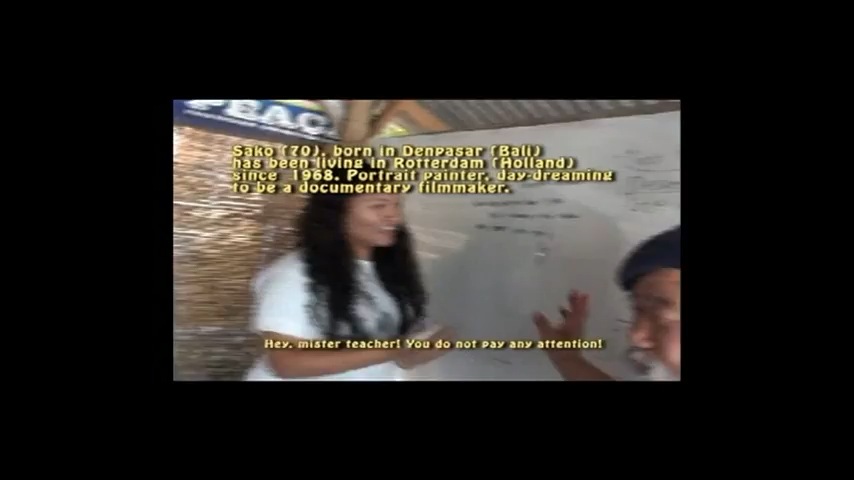 PEAC
Sako (70), born in Denpasar (Bali)
has been living in Rotterdam (Holland)
since 1968. Portrait painter, day-dreaming
to be a documentary filmmaker.
Hey, mister teacher! You do not pay any attention!